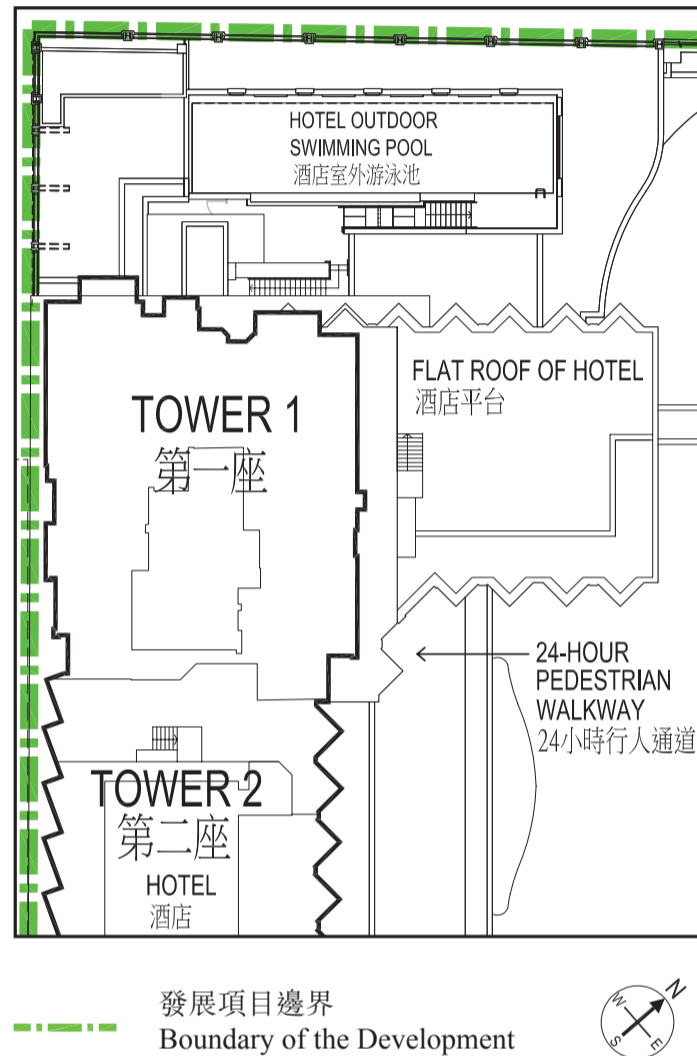 HOTEL OUTDOOR
SWIMMING POOL
酒店室外游泳池
FLAT ROOF OF HOTEL
酒店平台
TOWER 1
第一座
24-HOUR
PEDESTRIAN
WALKWAY
24小時行人通道
TOWER 2
第二座
HOTEL
酒店
發展項目邊界
Boundary of the Development
N
W
S
E